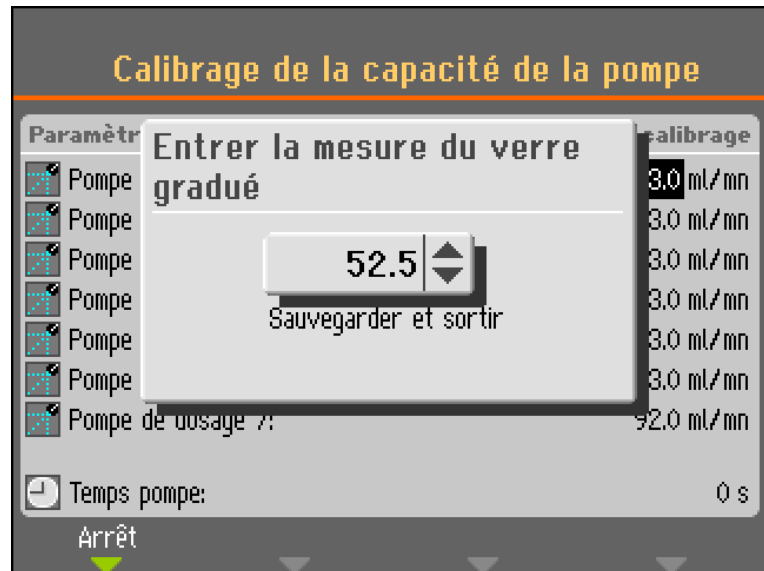 Calibrage de la capacité de la pompe
Paramètr
calibrage
Entrer la mesure du verre
gradué
52.5
Sauvegarder et sortir
Pompe 3.0 ml/mn
Pompe 3.0 ml/mn
Pompe 3.0 ml/mn
Pompe 3.0 ml/mn
Pompe 3.0 ml/mn
Pompe 3.0 ml/mn
Pompe de dosage 7: 92.0 ml/mn
Temps pompe: 0 s
Arrêt